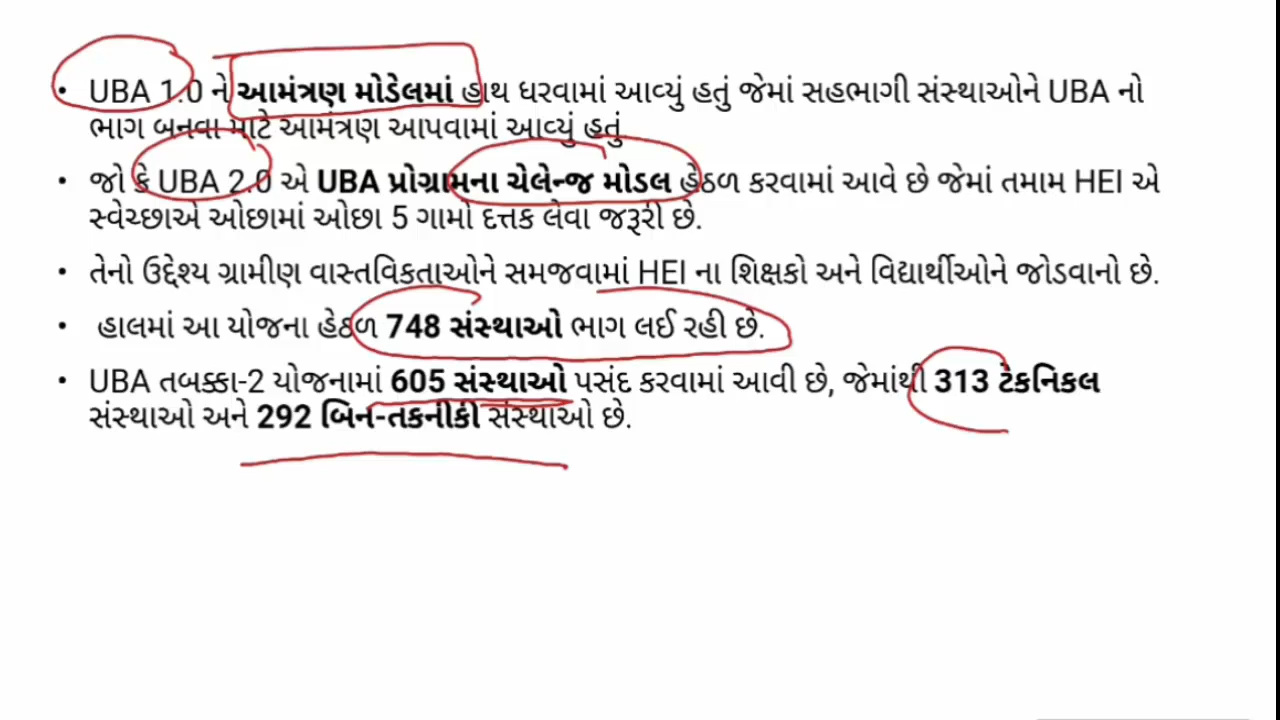 • UBA 1.0 ને આમંત્રણ મોડેલમાં હાથ ધરવામાં આવ્યું હતું જેમાં સહભાગી સંસ્થાઓને UBA નો
ભાગ બનવા માટે આમંત્રણ આપવામાં આવ્યું હતું
• જો કે UBA 2.0 એ UBA પ્રોગ્રામના ચેલેન્જ મોડલ હેઠળ કરવામાં આવે છે જેમાં તમામ HEI એ
સ્વેચ્છાએ ઓછામાં ઓછા 5 ગામો દત્તક લેવા જરૂરી છે.
• તેનો ઉદ્દેશ્ય ગ્રામીણ વાસ્તવિકતાઓને સમજવામાં HEI ના શિક્ષકો અને વિદ્યાર્થીઓને જોડવાનો છે.
• હાલમાં આ યોજના હેઠળ 748 સંસ્થાઓ ભાગ લઈ રહી છે.
• UBA તબક્કા-2 યોજનામાં 605 સંસ્થાઓ પસંદ કરવામાં આવી છે, જેમાંથી 313 ટેકનિકલ
સંસ્થાઓ અને 292 બિન-તકનીકી સંસ્થાઓ છે.